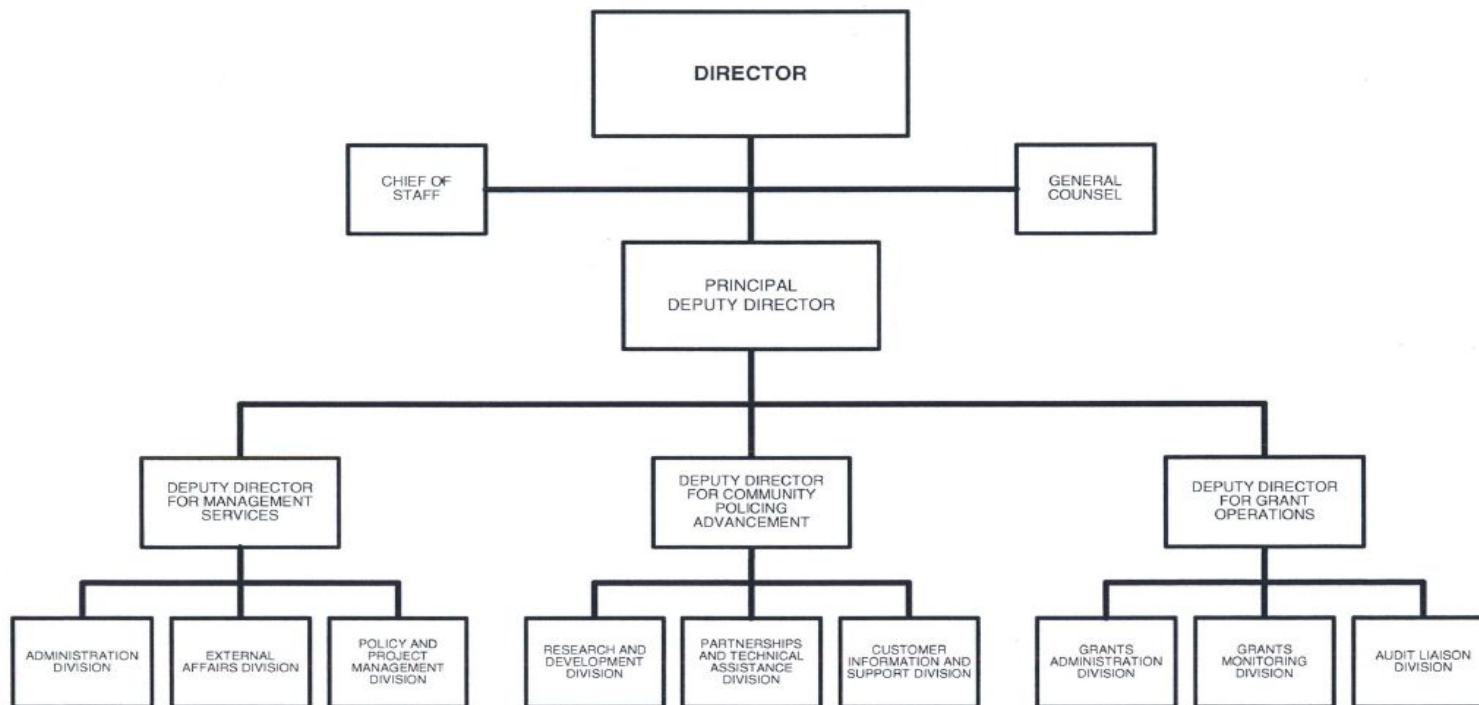 DIRECTOR
CHIEF OF
STAFF
GENERAL
COUNSEL
PRINCIPAL
DEPUTY DIRECTOR
DEPUTY DIRECTOR
FOR MANAGEMENT
SERVICES
DEPUTY DIRECTOR
FOR COMMUNITY
POLICING
ADVANCEMENT
DEPUTY DIRECTOR
FOR GRANT
OPERATIONS
ADMINISTRATION
DIVISION
EXTERNAL
AFFAIRS DIVISION
POLICY AND
PROJECT
MANAGEMENT
DIVISION
RESEARCH AND
DEVELOPMENT
DIVISION
PARTNERSHIPS
AND TECHNICAL
ASSISTANCE
DIVISION
CUSTOMER
INFORMATION AND
SUPPORT DIVISION
GRANTS
ADMINISTRATION
DIVISION
GRANTS
MONITORING
DIVISION
AUDIT LIAISON
DIVISION